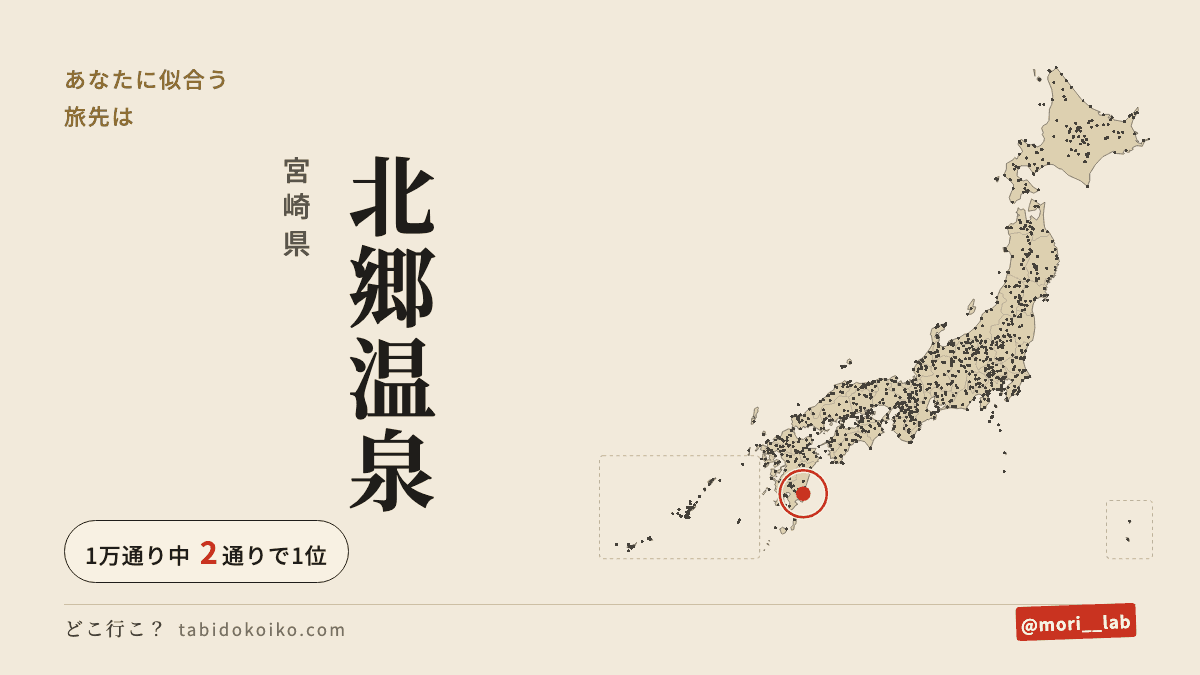 あなたに似合う
旅先は
北郷温泉
宮崎県
1万通り中 2通りで1位
どこ行こ? tabidokoiko.com
@mori__lab